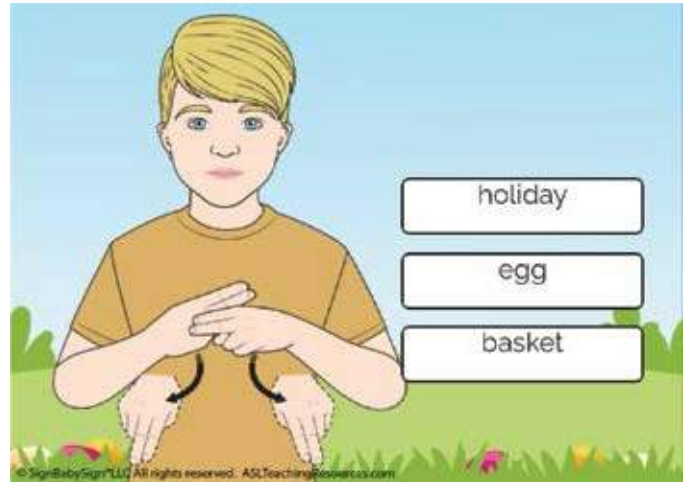 holiday
egg
basket
© SignBabySign®LLC All rights reserved. ASLTeachingResources.com